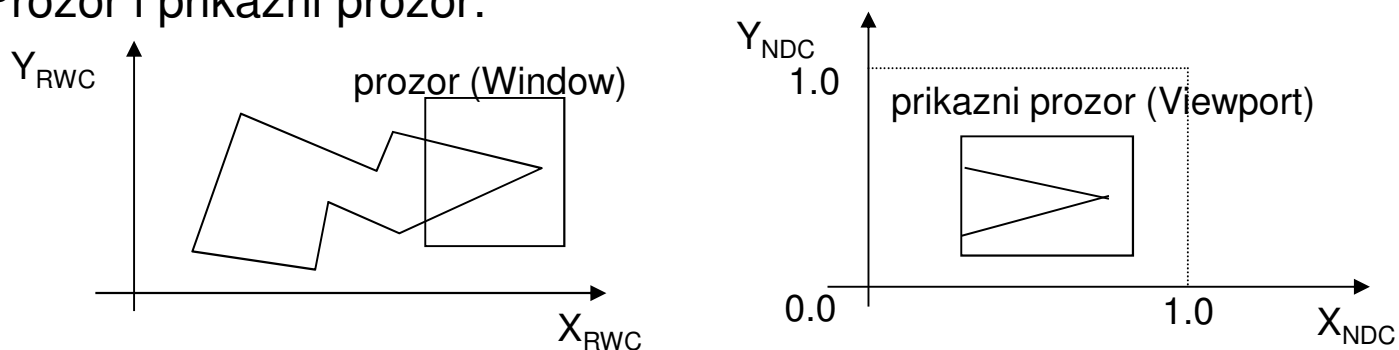 Prozor i prikazni prozor:
Y_RWC
prozor (Window)
X_RWC
Y_NDC
1.0
prikazni prozor (Viewport)
0.0
1.0
X_NDC